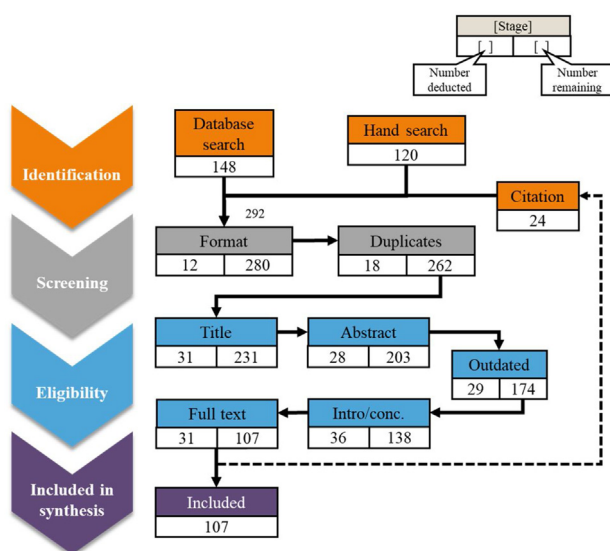 [Stage]
[ ] [ ]
Number
deducted
Number
remaining
Database
search
148
Hand search
120
Identification
Citation
24
292
Format
12 280
Duplicates
18 262
Screening
Title
31 231
Abstract
28 203
Outdated
29 174
Eligibility
Full text
31 107
Intro/conc.
36 138
Included in
synthesis
Included
107